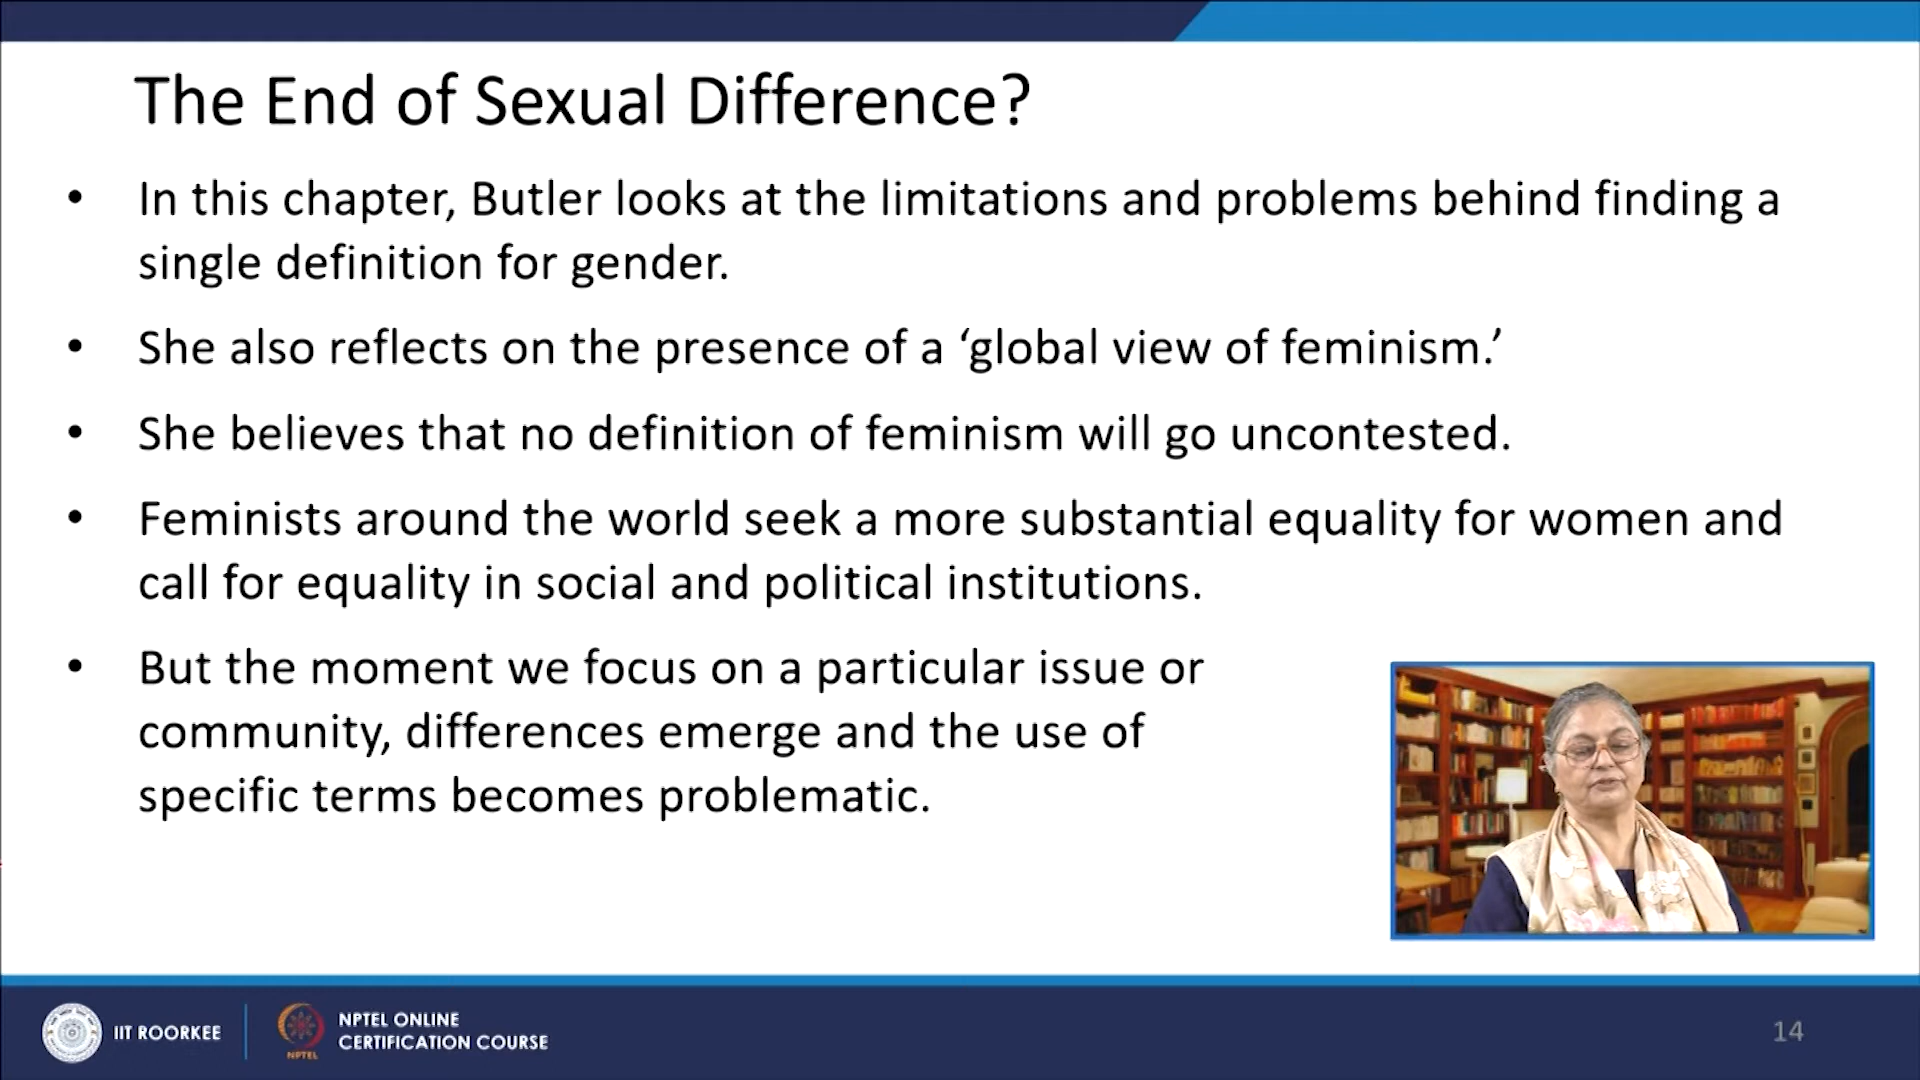 The End of Sexual Difference?
• In this chapter, Butler looks at the limitations and problems behind finding a
single definition for gender.
• She also reflects on the presence of a ‘global view of feminism.’
• She believes that no definition of feminism will go uncontested.
• Feminists around the world seek a more substantial equality for women and
call for equality in social and political institutions.
• But the moment we focus on a particular issue or
community, differences emerge and the use of
specific terms becomes problematic.
IIT ROORKEE
NPTEL
NPTEL ONLINE
CERTIFICATION COURSE
14